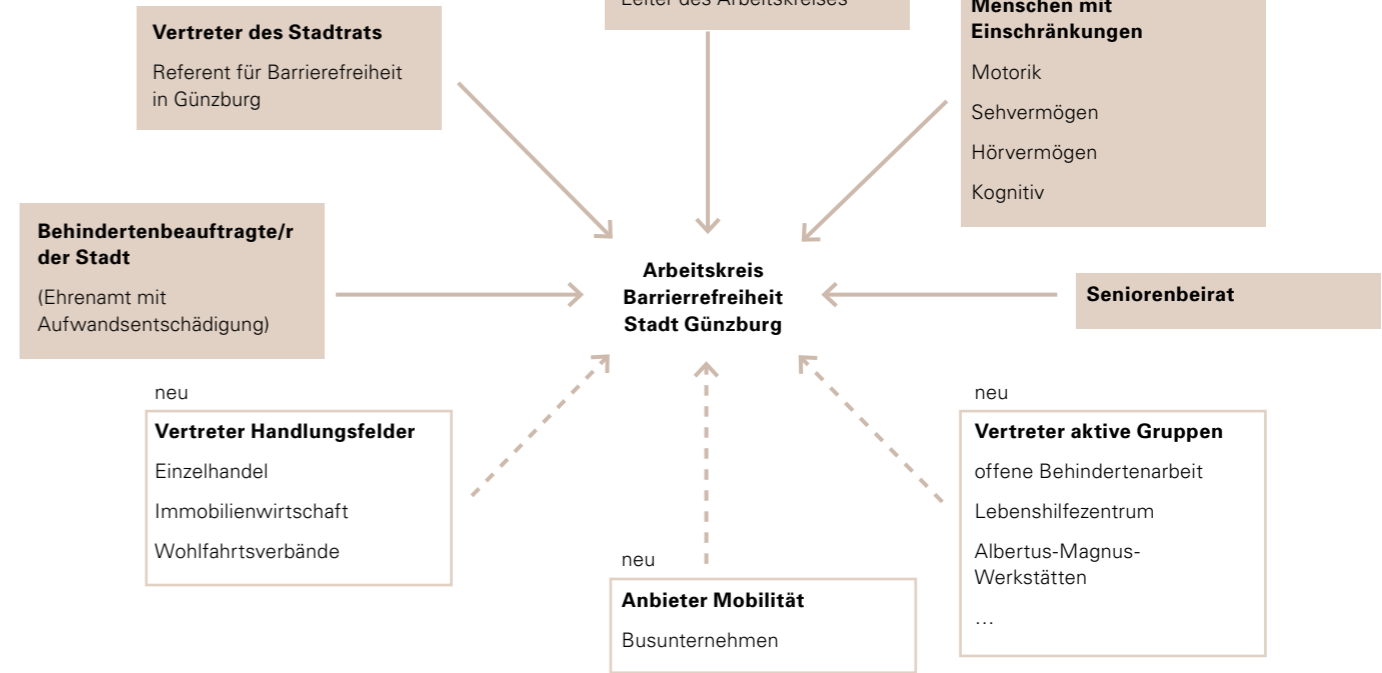 Leiter des Arbeitskreises
Menschen mit
Einschränkungen
Motorik
Sehvermögen
Hörvermögen
Kognitiv
Vertreter des Stadtrats
Referent für Barrierefreiheit
in Günzburg
Behindertenbeauftragte/r
der Stadt
(Ehrenamt mit
Aufwandsentschädigung)
Arbeitskreis
Barrierrefreiheit
Stadt Günzburg
Seniorenbeirat
neu
Vertreter Handlungsfelder
Einzelhandel
Immobilienwirtschaft
Wohlfahrtsverbände
neu
Anbieter Mobilität
Busunternehmen
neu
Vertreter aktive Gruppen
offene Behindertenarbeit
Lebenshilfezentrum
Albertus-Magnus-
Werkstätten
…